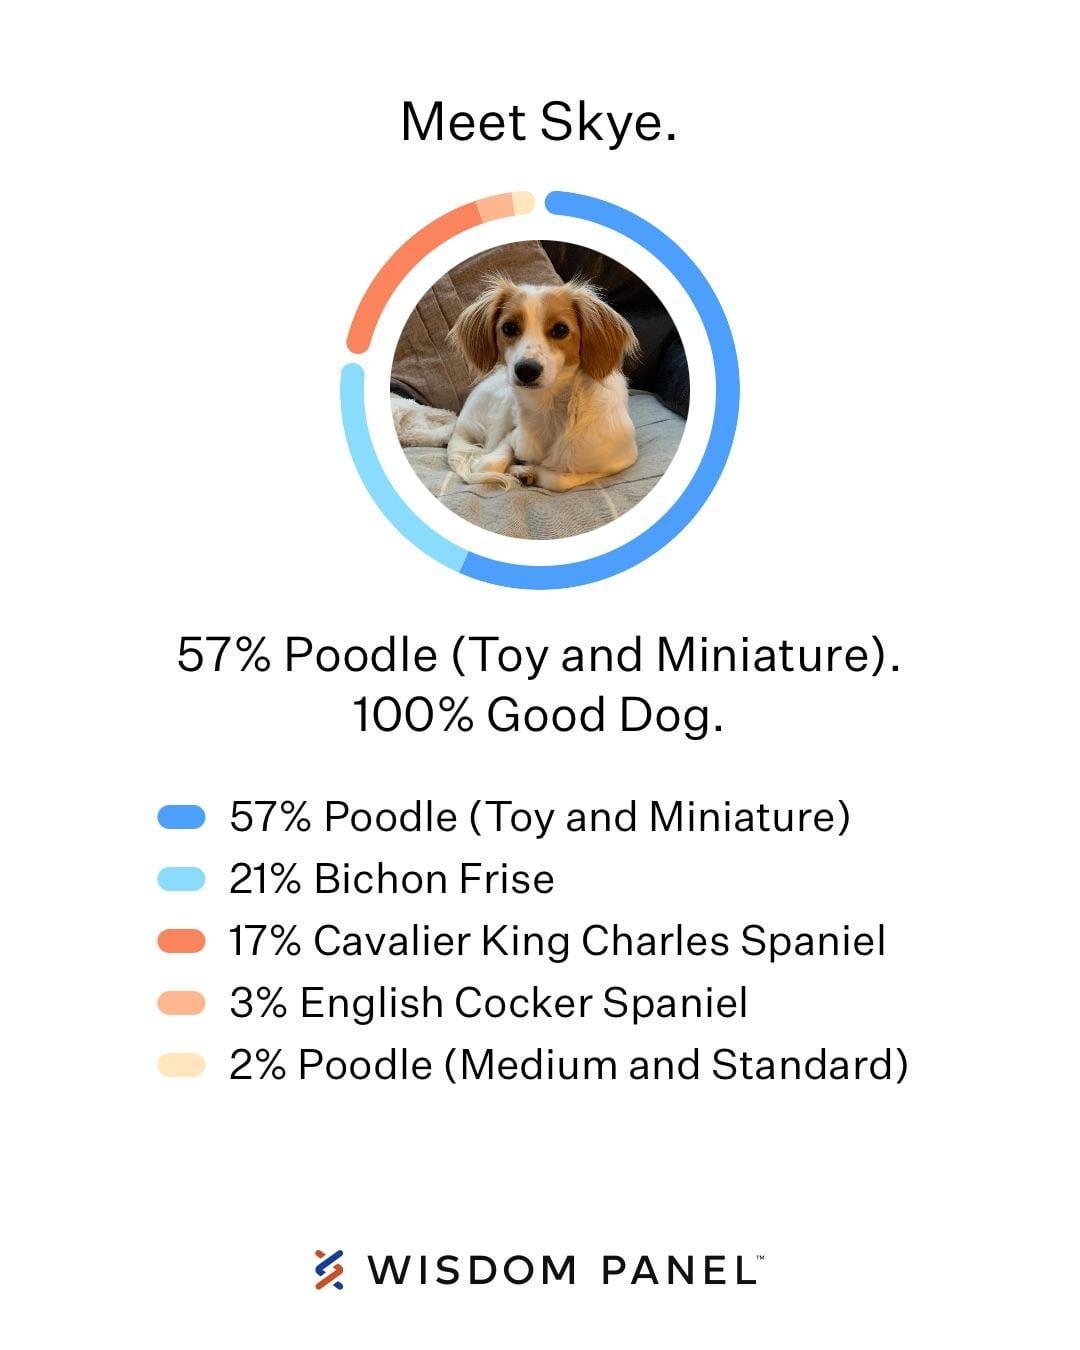 Meet Skye.
57% Poodle (Toy and Miniature).
100% Good Dog.
57% Poodle (Toy and Miniature)
21% Bichon Frise
17% Cavalier King Charles Spaniel
3% English Cocker Spaniel
2% Poodle (Medium and Standard)
WISDOM PANEL™